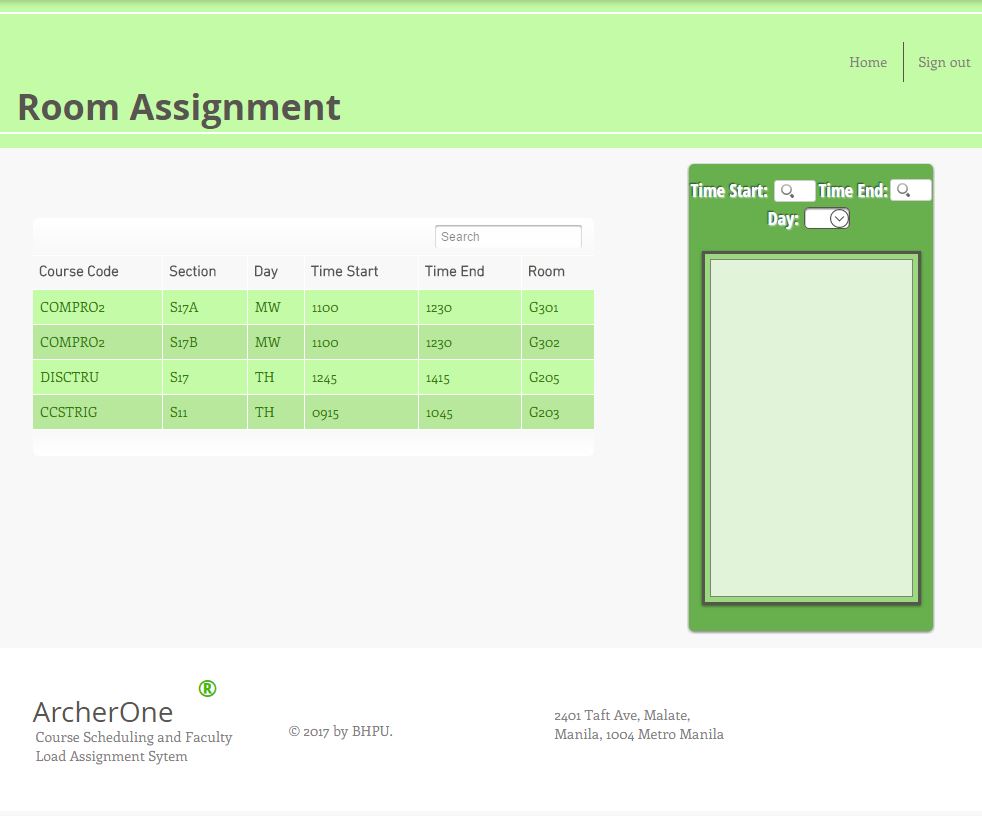 Home Sign out
Room Assignment
Time Start: Time End:
Day:
Search
Course Code Section Day Time Start Time End Room
COMPRO2 S17A MW 1100 1230 G301
COMPRO2 S17B MW 1100 1230 G302
DISCTRU S17 TH 1245 1415 G205
CCSTRIG S11 TH 0915 1045 G203
ArcherOne ®
Course Scheduling and Faculty
Load Assignment Sytem
© 2017 by BHPU.
2401 Taft Ave, Malate,
Manila, 1004 Metro Manila